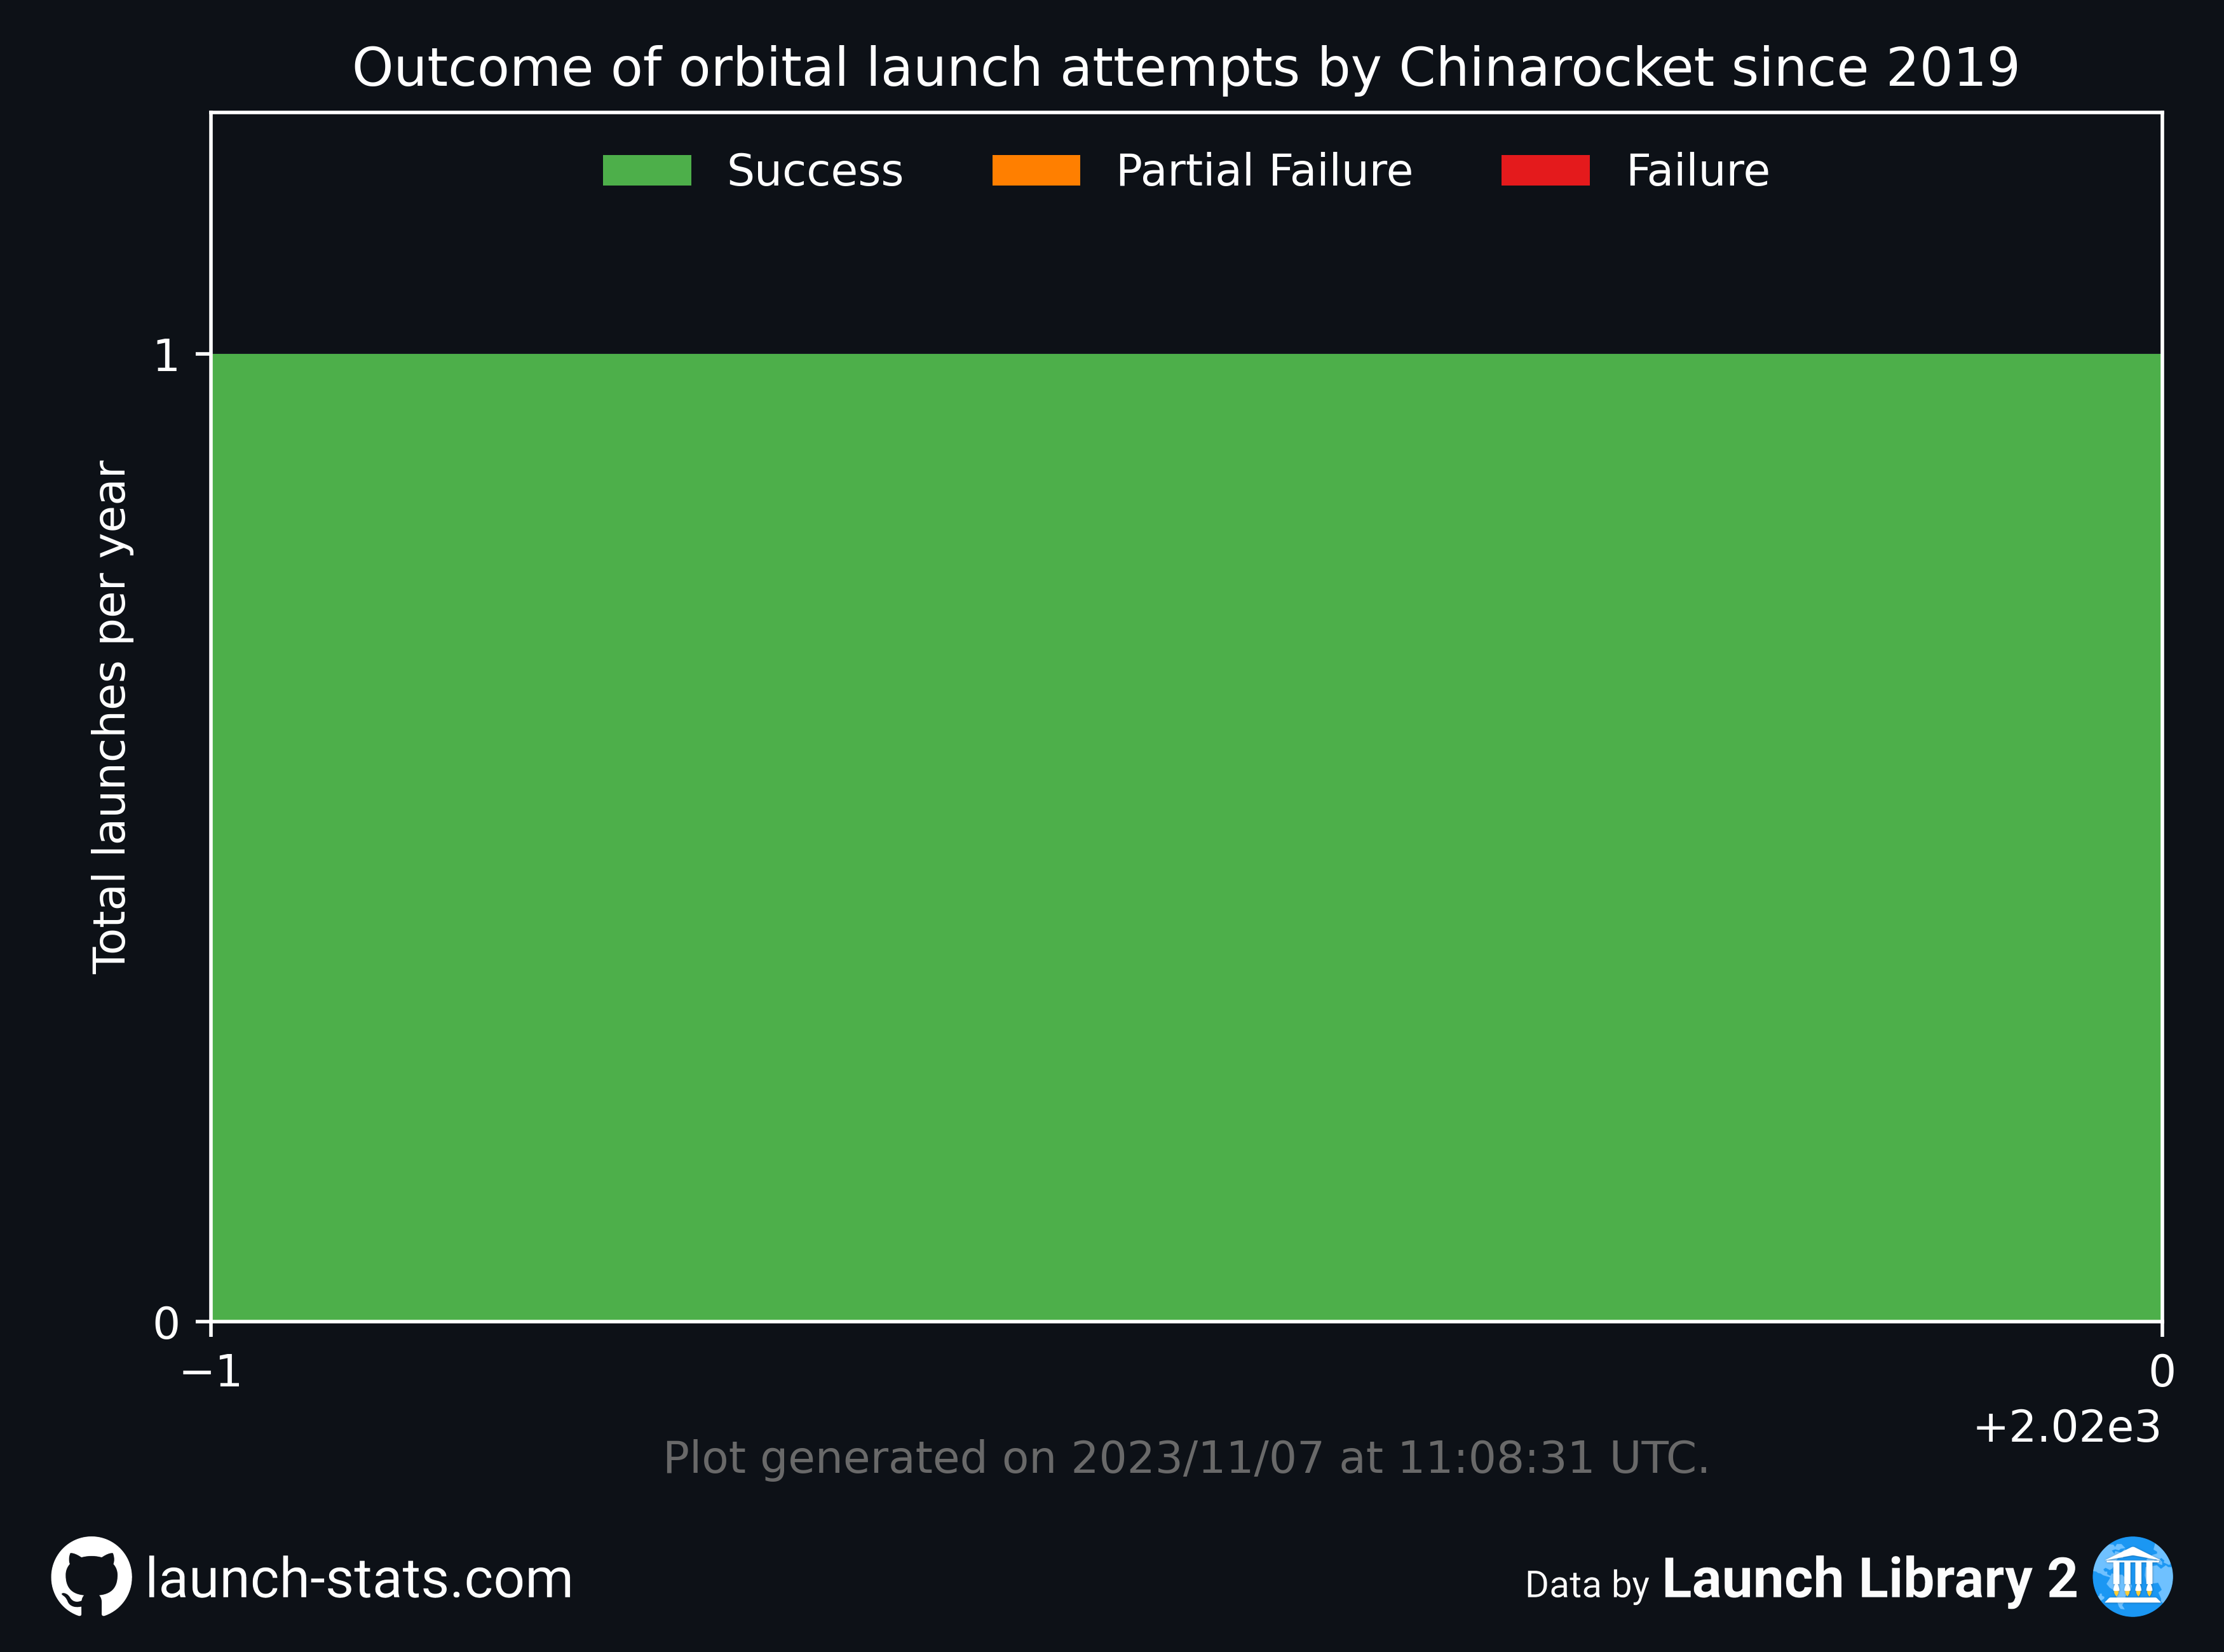 Outcome of orbital launch attempts by Chinarocket since 2019
Success Partial Failure Failure
Total launches per year
1
0
−1 0
+2.02e3
Plot generated on 2023/11/07 at 11:08:31 UTC.
launch-stats.com
Data by Launch Library 2